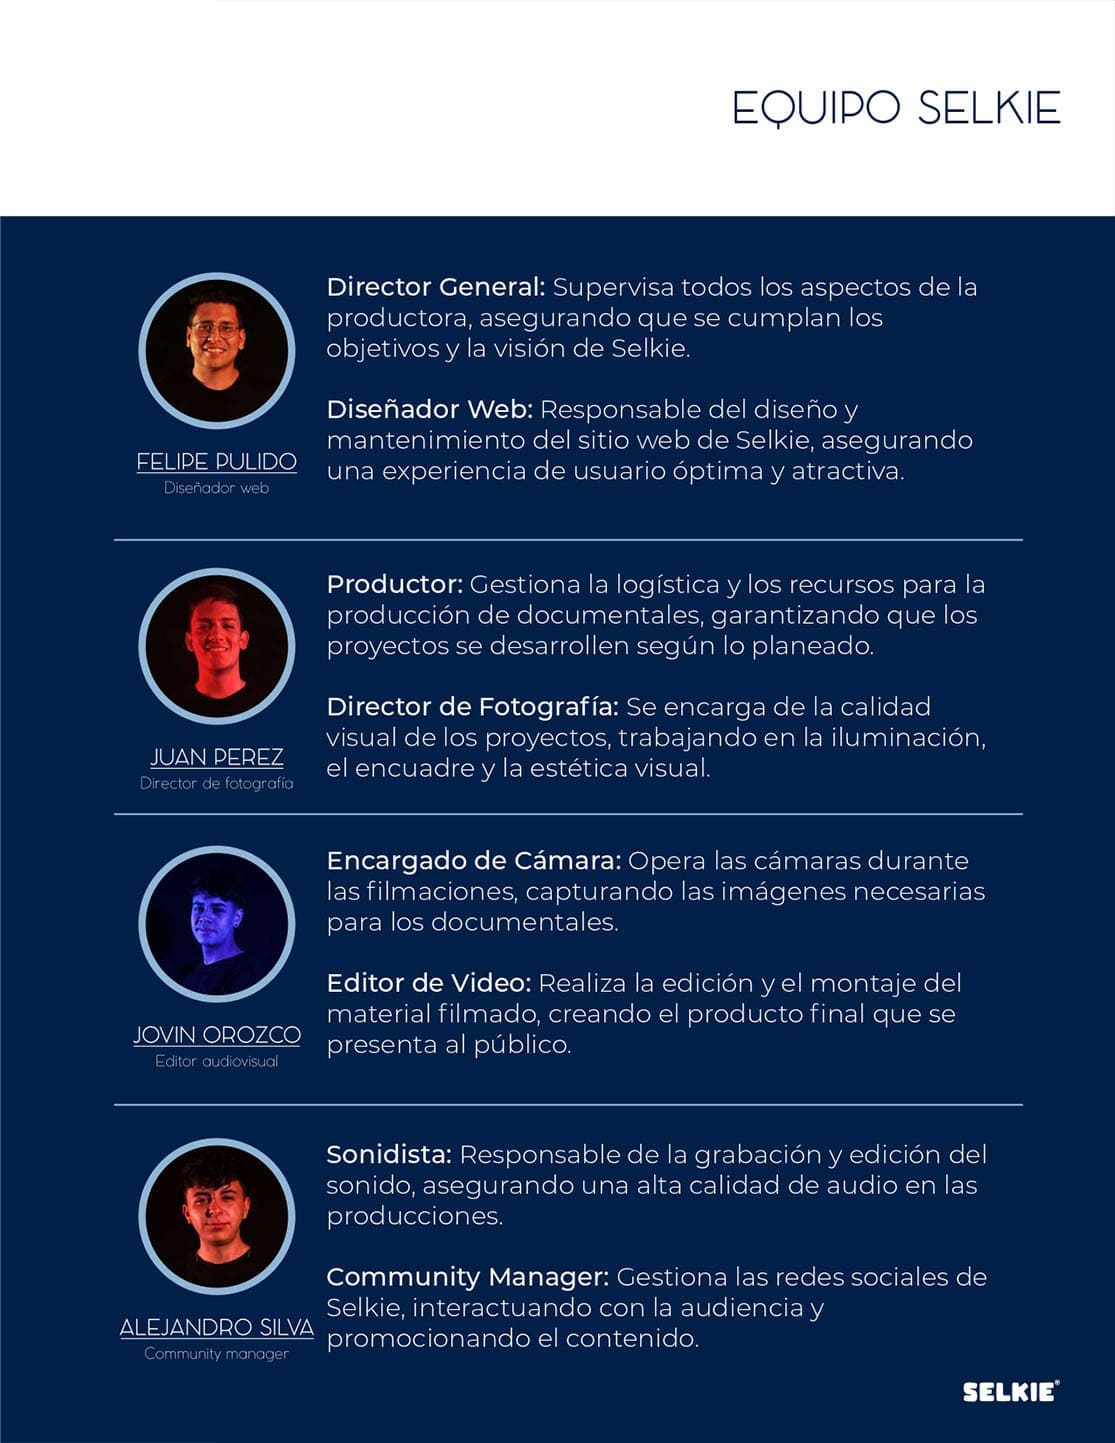 EQUIPO SELKIE
Director General: Supervisa todos los aspectos de la
productora, asegurando que se cumplan los
objetivos y la visión de Selkie.
Diseñador Web: Responsable del diseño y
mantenimiento del sitio web de Selkie, asegurando
una experiencia de usuario óptima y atractiva.
FELIPE PULIDO
Diseñador web
Productor: Gestiona la logística y los recursos para la
producción de documentales, garantizando que los
proyectos se desarrollen según lo planeado.
Director de Fotografía: Se encarga de la calidad
visual de los proyectos, trabajando en la iluminación,
el encuadre y la estética visual.
JUAN PEREZ
Director de fotografía
Encargado de Cámara: Opera las cámaras durante
las filmaciones, capturando las imágenes necesarias
para los documentales.
Editor de Video: Realiza la edición y el montaje del
material filmado, creando el producto final que se
presenta al público.
JOVIN OROZCO
Editor audiovisual
Sonidista: Responsable de la grabación y edición del
sonido, asegurando una alta calidad de audio en las
producciones.
Community Manager: Gestiona las redes sociales de
Selkie, interactuando con la audiencia y
promocionando el contenido.
ALEJANDRO SILVA
Community manager
SELKIE®